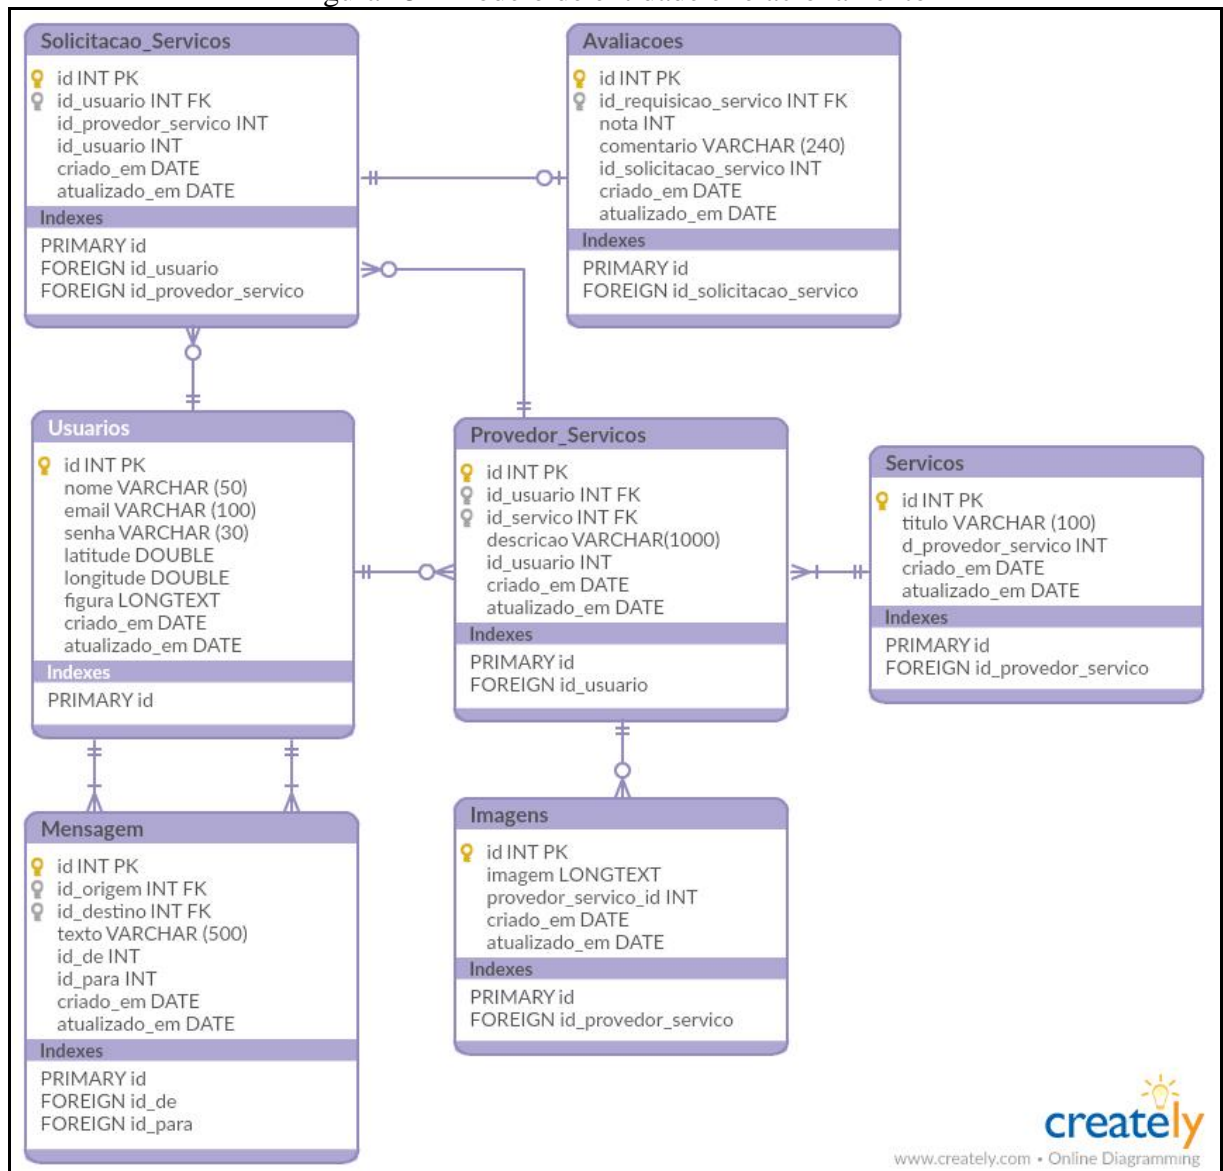 Solicitacao_Servicos
id INT PK
id_usuario INT FK
id_provedor_servico INT
id_usuario INT
criado_em DATE
atualizado_em DATE
Indexes
PRIMARY id
FOREIGN id_usuario
FOREIGN id_provedor_servico
Avaliacoes
id INT PK
id_requisicao_servico INT FK
nota INT
comentario VARCHAR (240)
id_solicitacao_servico INT
criado_em DATE
atualizado_em DATE
Indexes
PRIMARY id
FOREIGN id_solicitacao_servico
Usuarios
id INT PK
nome VARCHAR (50)
email VARCHAR (100)
senha VARCHAR (30)
latitude DOUBLE
longitude DOUBLE
figura LONGTEXT
criado_em DATE
atualizado_em DATE
Indexes
PRIMARY id
Provedor_Servicos
id INT PK
id_usuario INT FK
id_servico INT FK
descricao VARCHAR(1000)
id_usuario INT
criado_em DATE
atualizado_em DATE
Indexes
PRIMARY id
FOREIGN id_usuario
Servicos
id INT PK
titulo VARCHAR (100)
d_provedor_servico INT
criado_em DATE
atualizado_em DATE
Indexes
PRIMARY id
FOREIGN id_provedor_servico
Mensagem
id INT PK
id_origem INT FK
id_destino INT FK
texto VARCHAR (500)
id_de INT
id_para INT
criado_em DATE
atualizado_em DATE
Indexes
PRIMARY id
FOREIGN id_de
FOREIGN id_para
Imagens
id INT PK
imagem LONGTEXT
provedor_servico_id INT
criado_em DATE
atualizado_em DATE
Indexes
PRIMARY id
FOREIGN id_provedor_servico
creately
www.creately.com • Online Diagramming